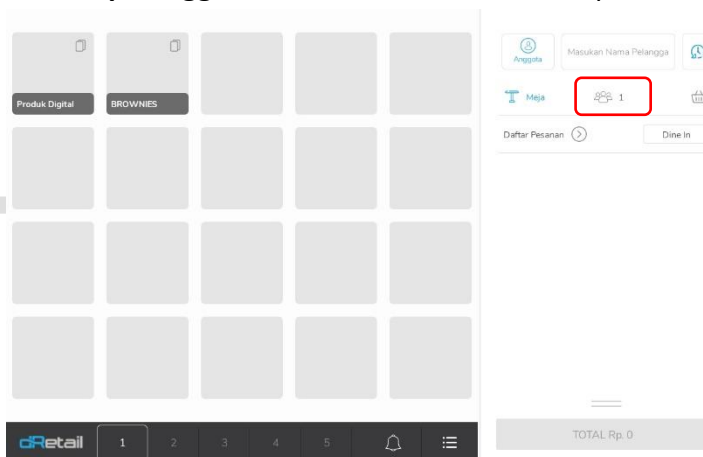 Anggota
Masukan Nama Pelangga
Produk Digital
BROWNIES
Meja
1
Daftar Pesanan
Dine In
TOTAL Rp. 0
dRetail
1
2
3
4
5